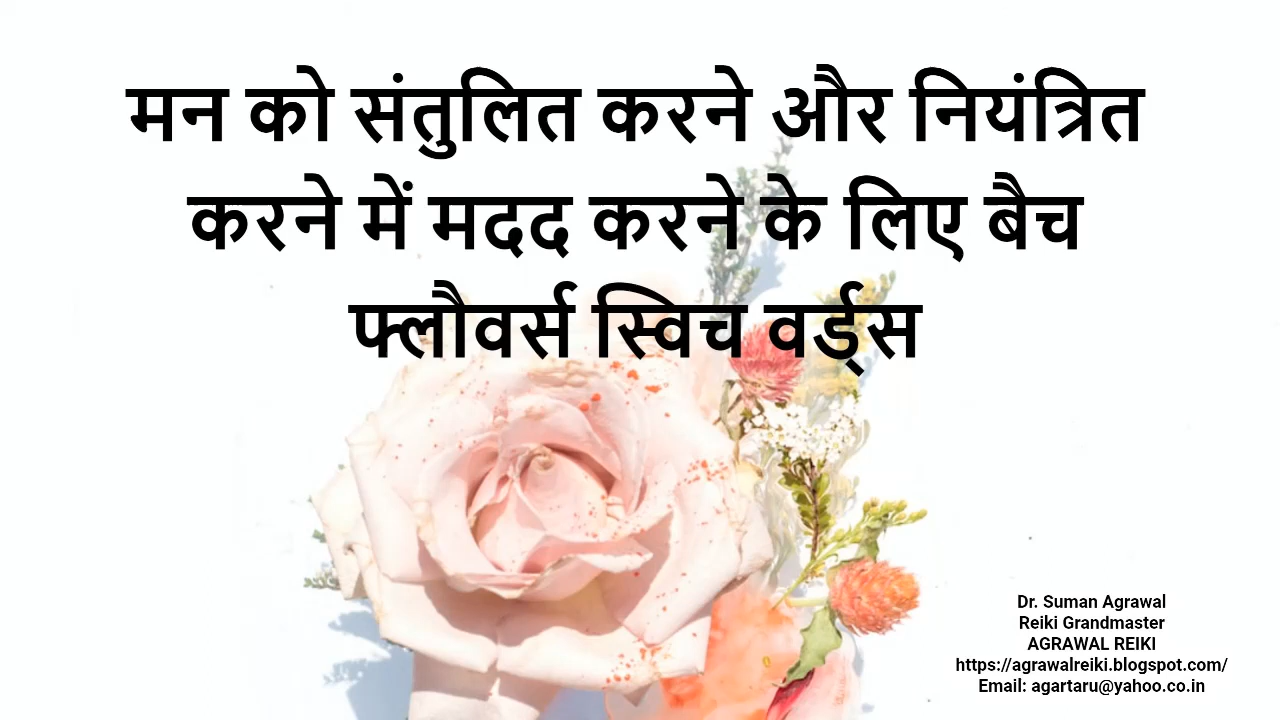 मन को संतुलित करने और नियंत्रित
करने में मदद करने के लिए बैच
फ्लौवर्स स्विच वर्ड्स
Dr. Suman Agrawal
Reiki Grandmaster
AGRAWAL REIKI
https://agrawalreiki.blogspot.com/
Email: agartaru@yahoo.co.in